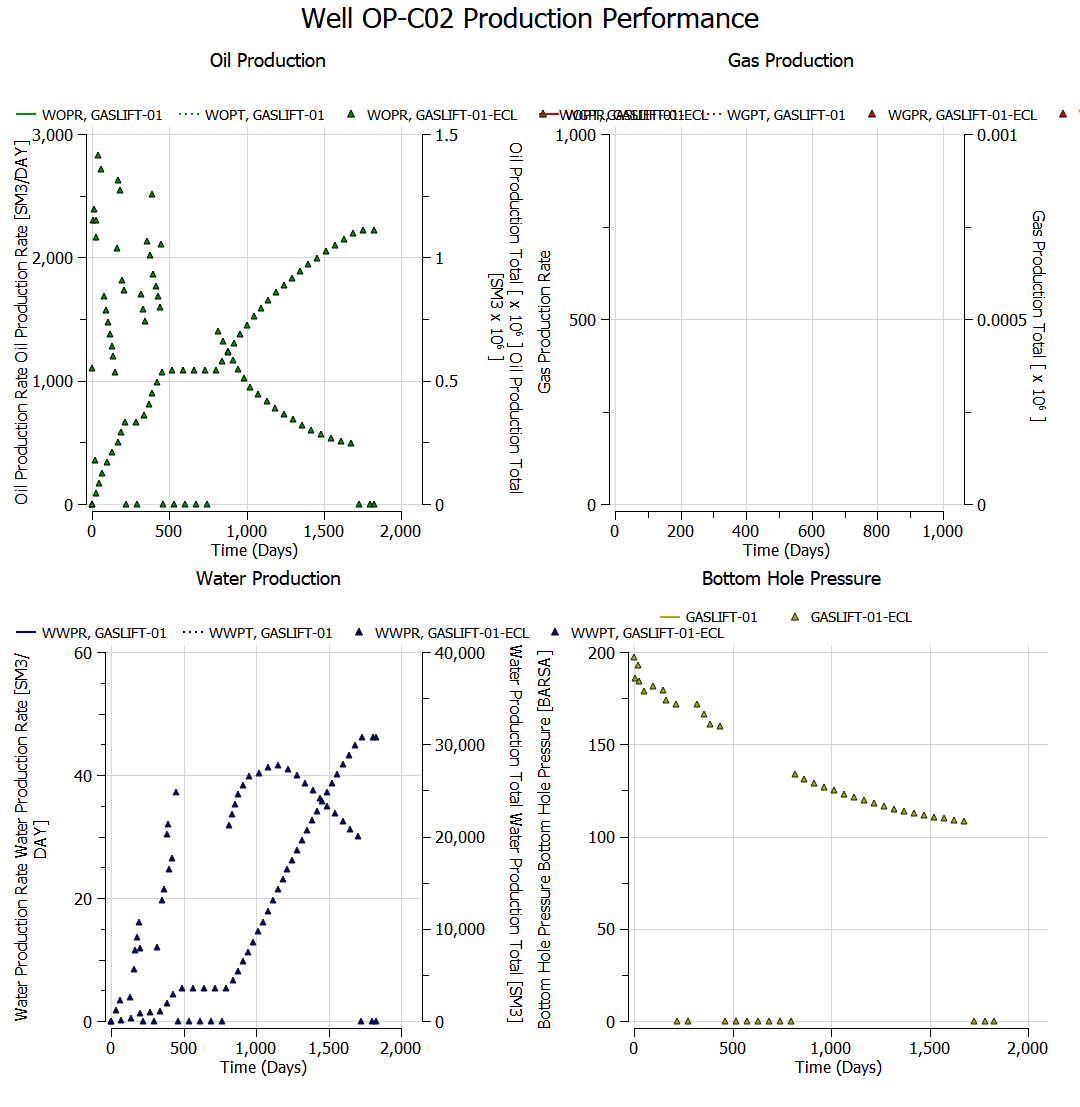 Well OP-C02 Production Performance
Oil Production
WOPR, GASLIFT-01
WOPT, GASLIFT-01
WOPR, GASLIFT-01-ECL
WOPT, GASLIFT-01-ECL
3,000
2,000
1,000
0
1.5
1
0.5
0
Oil Production Rate Oil Production Rate [SM3/DAY]
Oil Production Total [ x 10⁶ ] Oil Production Total
[SM3 x 10⁶ ]
0
500
1,000
1,500
2,000
Time (Days)
Gas Production
WGPR, GASLIFT-01
WGPT, GASLIFT-01
WGPR, GASLIFT-01-ECL
1,000
500
0
0.001
0.0005
0
Gas Production Rate
Gas Production Total [ x 10⁶ ]
0
200
400
600
800
1,000
Time (Days)
Water Production
WWPR, GASLIFT-01
WWPT, GASLIFT-01
WWPR, GASLIFT-01-ECL
WWPT, GASLIFT-01-ECL
60
40
20
0
40,000
30,000
20,000
10,000
0
Water Production Rate Water Production Rate [SM3/
DAY]
Water Production Total Water Production Total [SM3]
0
500
1,000
1,500
2,000
Time (Days)
Bottom Hole Pressure
GASLIFT-01
GASLIFT-01-ECL
200
150
100
50
0
Bottom Hole Pressure Bottom Hole Pressure [BARSA]
0
500
1,000
1,500
2,000
Time (Days)